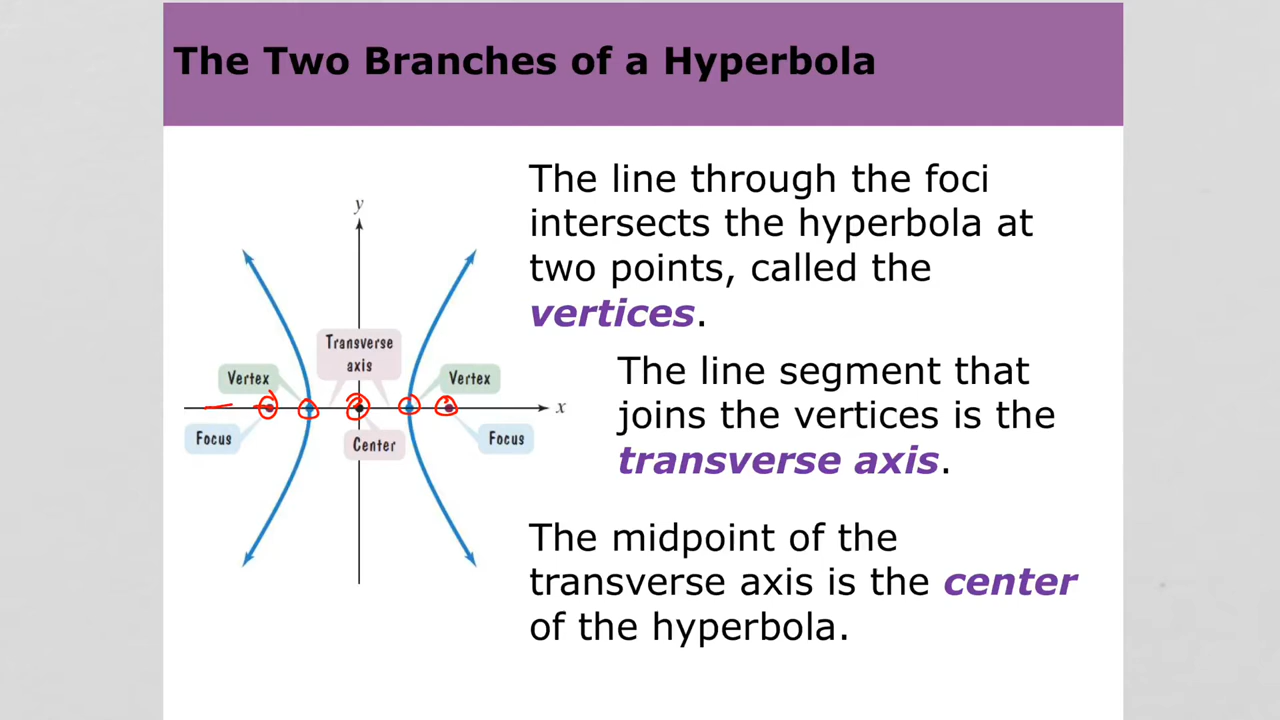 The Two Branches of a Hyperbola
The line through the foci
intersects the hyperbola at
two points, called the
vertices.
The line segment that
joins the vertices is the
transverse axis.
The midpoint of the
transverse axis is the center
of the hyperbola.
y
Transverse
axis
Vertex
Vertex
x
Focus
Center
Focus